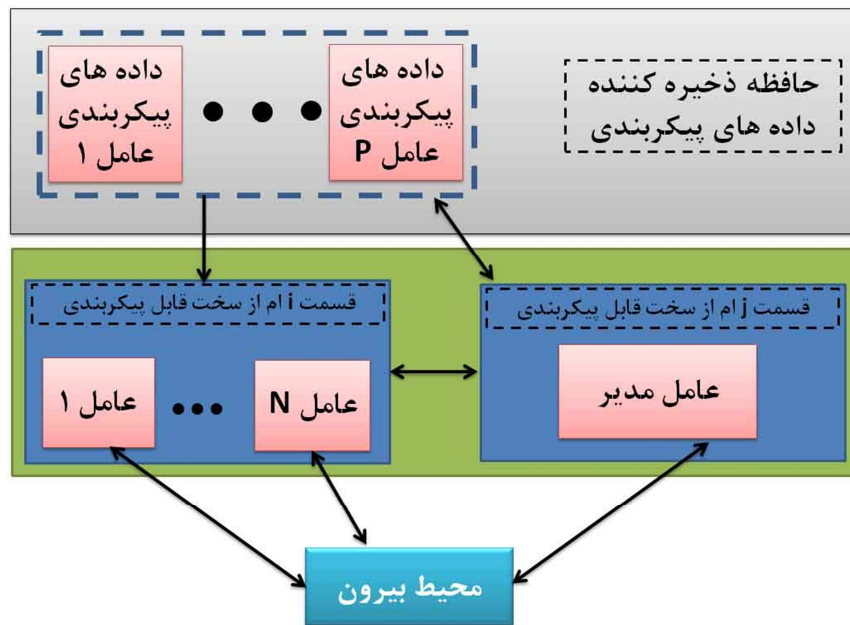 حافظه ذخیره کننده
داده های پیکربندی
داده های
پیکربندی
عامل P
داده های
پیکربندی
عامل ۱
قسمت j ام از سخت قابل پیکربندی
عامل مدیر
قسمت i ام از سخت قابل پیکربندی
عامل N
عامل ۱
محیط بیرون